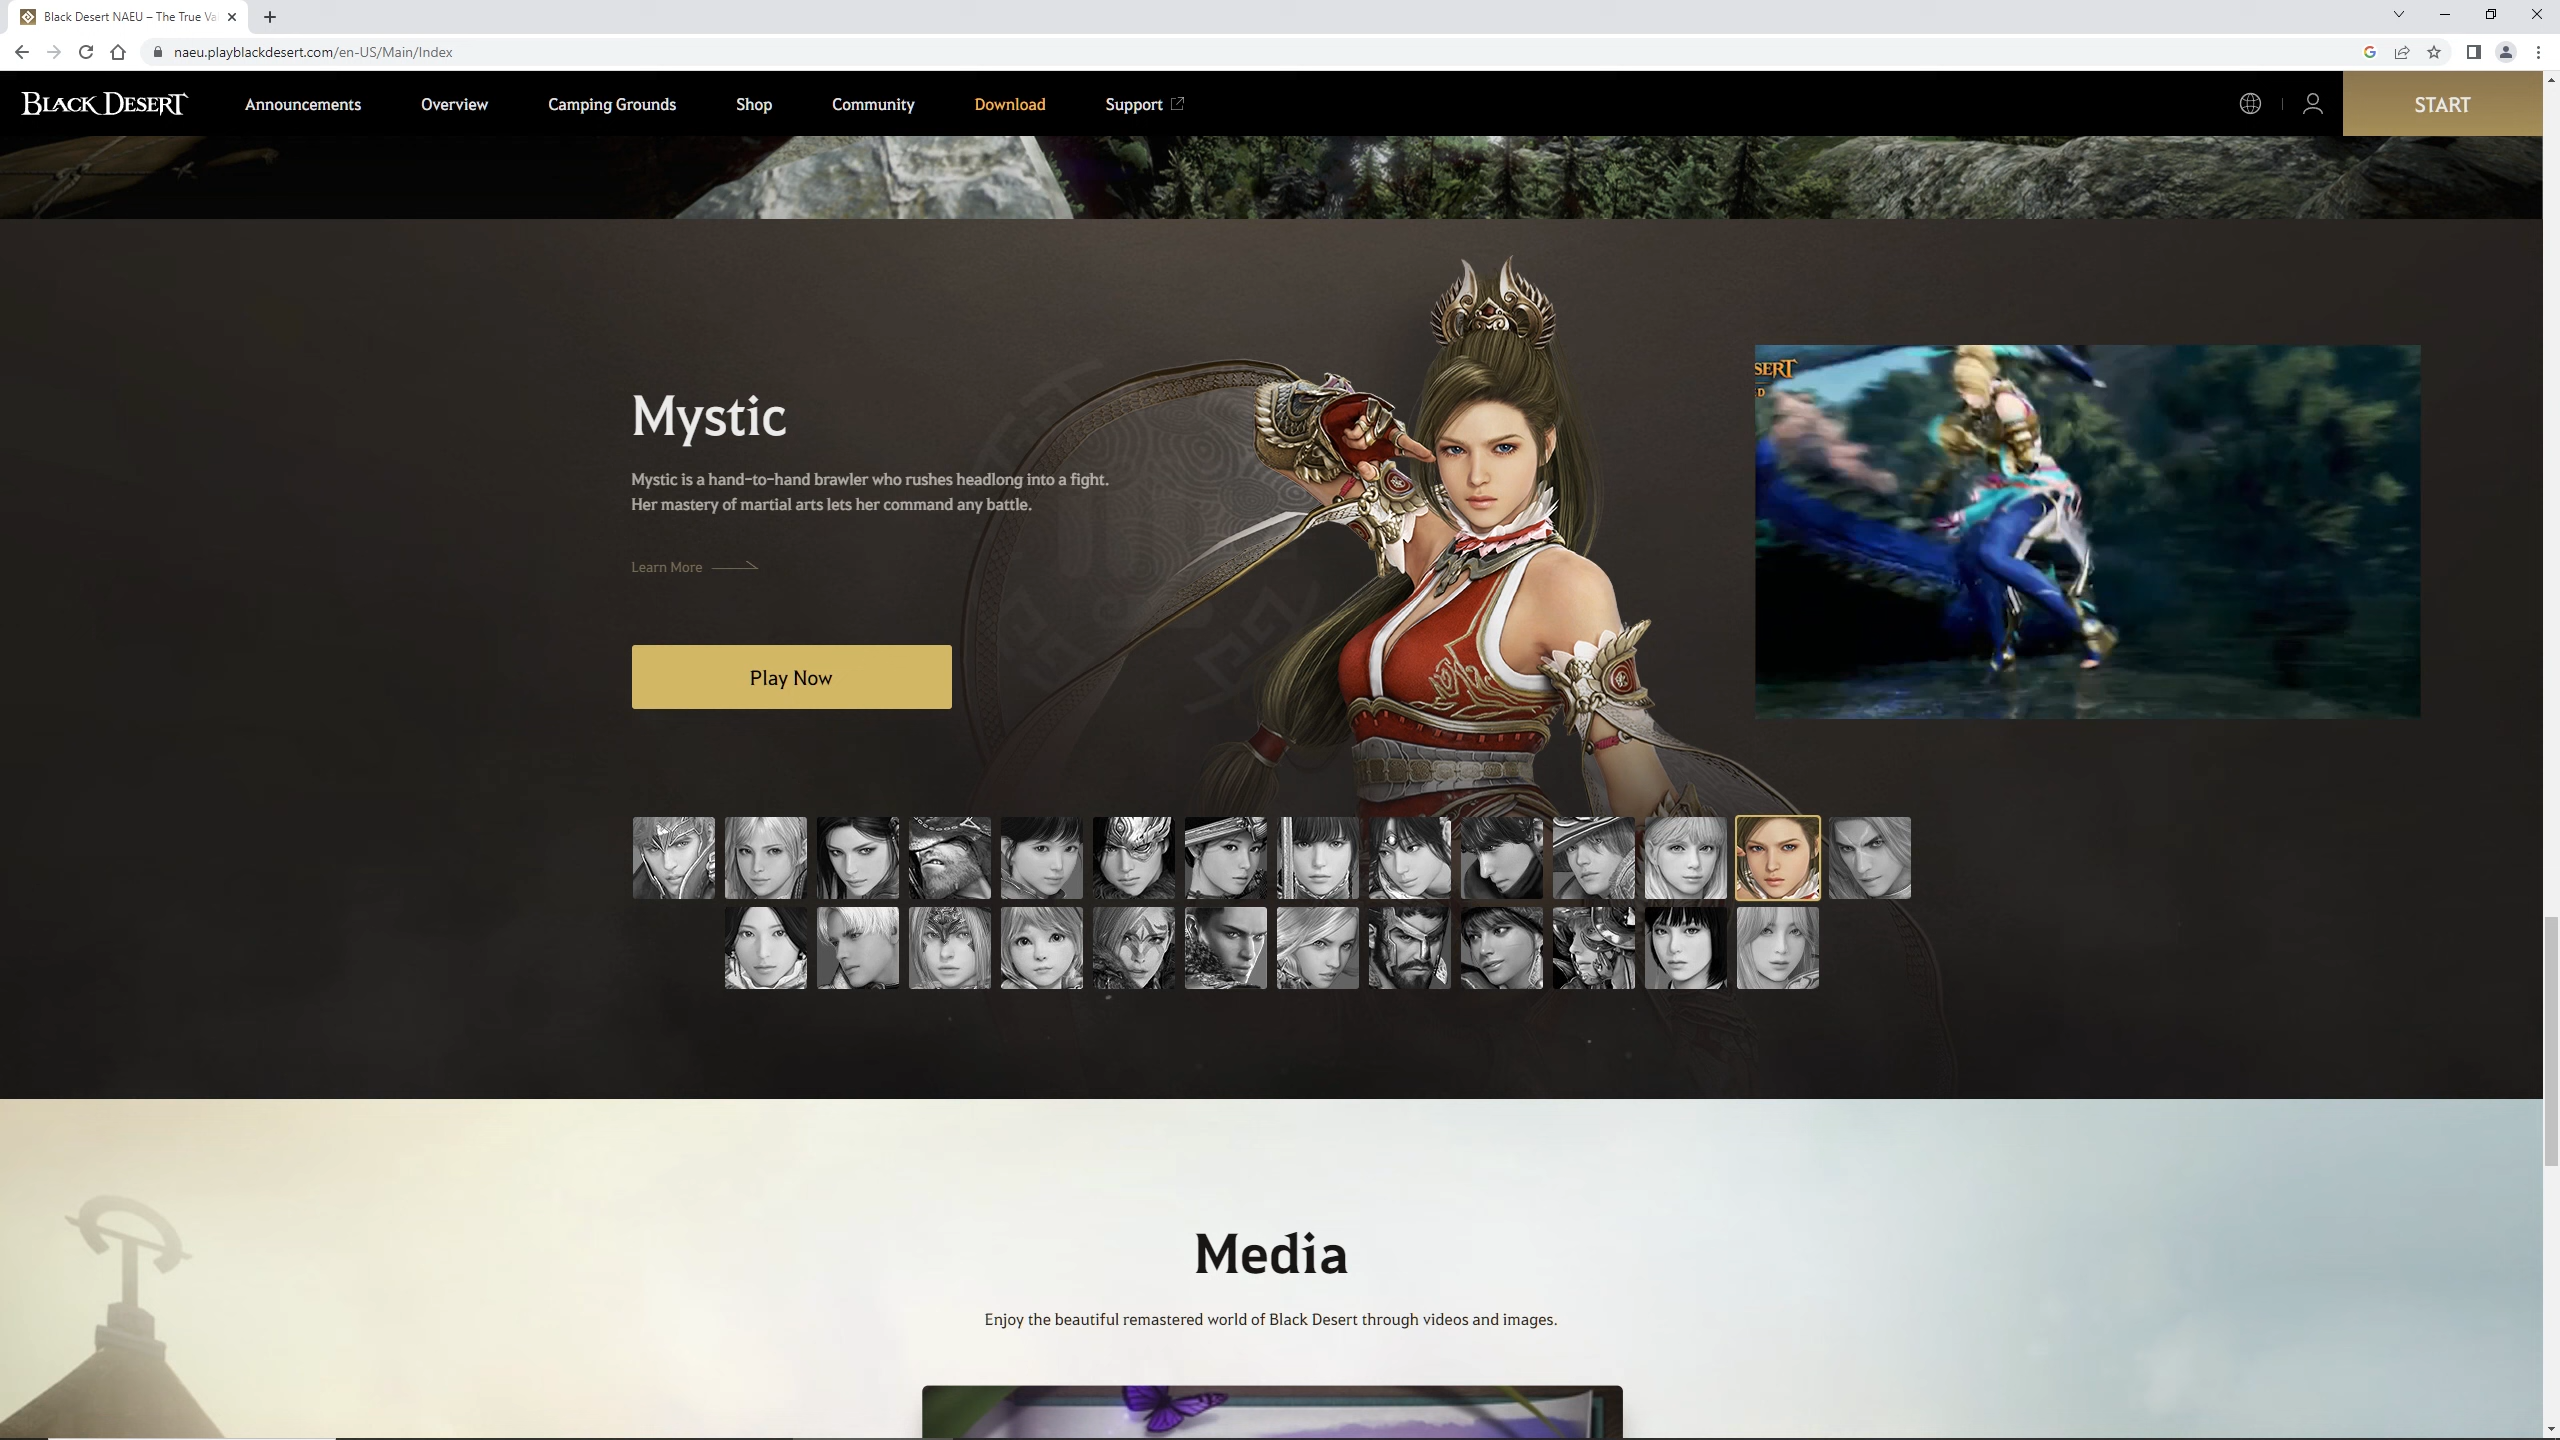 Black Desert NAEU – The True Va
naeu.playblackdesert.com/en-US/Main/Index
BLACK DESERT
Announcements
Overview
Camping Grounds
Shop
Community
Download
Support
START
Mystic
Mystic is a hand-to-hand brawler who rushes headlong into a fight.
Her mastery of martial arts lets her command any battle.
Learn More
Play Now
SERT
D
Media
Enjoy the beautiful remastered world of Black Desert through videos and images.